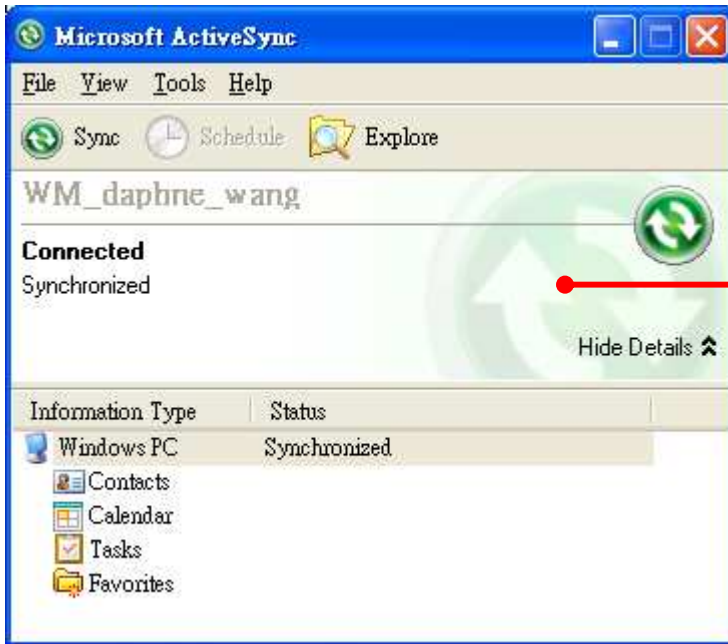 Microsoft ActiveSync
File View Tools Help
Sync Schedule Explore
WM_daphne_wang
Connected
Synchronized
Hide Details
Information Type Status
Windows PC Synchronized
Contacts
Calendar
Tasks
Favorites